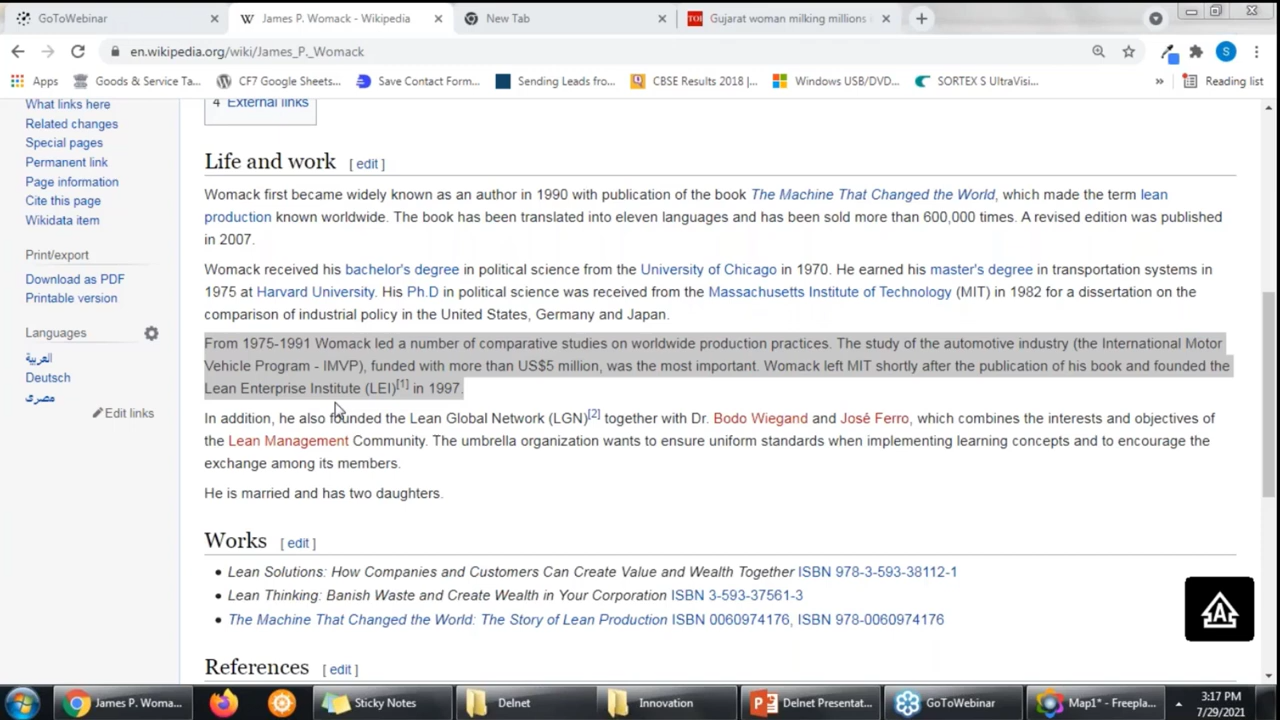 GoToWebinar
James P. Womack - Wikipedia
New Tab
Gujarat woman milking millions
en.wikipedia.org/wiki/James_P._Womack
Apps
Goods & Service Ta...
CF7 Google Sheets...
Save Contact Form...
Sending Leads fro...
CBSE Results 2018 |...
Windows USB/DVD...
SORTEX S UltraVisi...
»
Reading list
What links here
Related changes
Special pages
Permanent link
Page information
Cite this page
Wikidata item
Print/export
Download as PDF
Printable version
Languages
العربية
Deutsch
مصرى
Edit links
4 External links
Life and work [ edit ]
Womack first became widely known as an author in 1990 with publication of the book The Machine That Changed the World, which made the term lean
production known worldwide. The book has been translated into eleven languages and has been sold more than 600,000 times. A revised edition was published
in 2007.
Womack received his bachelor's degree in political science from the University of Chicago in 1970. He earned his master's degree in transportation systems in
1975 at Harvard University. His Ph.D in political science was received from the Massachusetts Institute of Technology (MIT) in 1982 for a dissertation on the
comparison of industrial policy in the United States, Germany and Japan.
From 1975-1991 Womack led a number of comparative studies on worldwide production practices. The study of the automotive industry (the International Motor
Vehicle Program - IMVP), funded with more than US$5 million, was the most important. Womack left MIT shortly after the publication of his book and founded the
Lean Enterprise Institute (LEI)[1] in 1997.
In addition, he also founded the Lean Global Network (LGN)[2] together with Dr. Bodo Wiegand and José Ferro, which combines the interests and objectives of
the Lean Management Community. The umbrella organization wants to ensure uniform standards when implementing learning concepts and to encourage the
exchange among its members.
He is married and has two daughters.
Works [ edit ]
• Lean Solutions: How Companies and Customers Can Create Value and Wealth Together ISBN 978-3-593-38112-1
• Lean Thinking: Banish Waste and Create Wealth in Your Corporation ISBN 3-593-37561-3
• The Machine That Changed the World: The Story of Lean Production ISBN 0060974176, ISBN 978-0060974176
References [ edit ]
James P. Woma...
Sticky Notes
Delnet
Innovation
Delnet Presentat...
GoToWebinar
Map1* - Freepla...
3:17 PM
7/29/2021